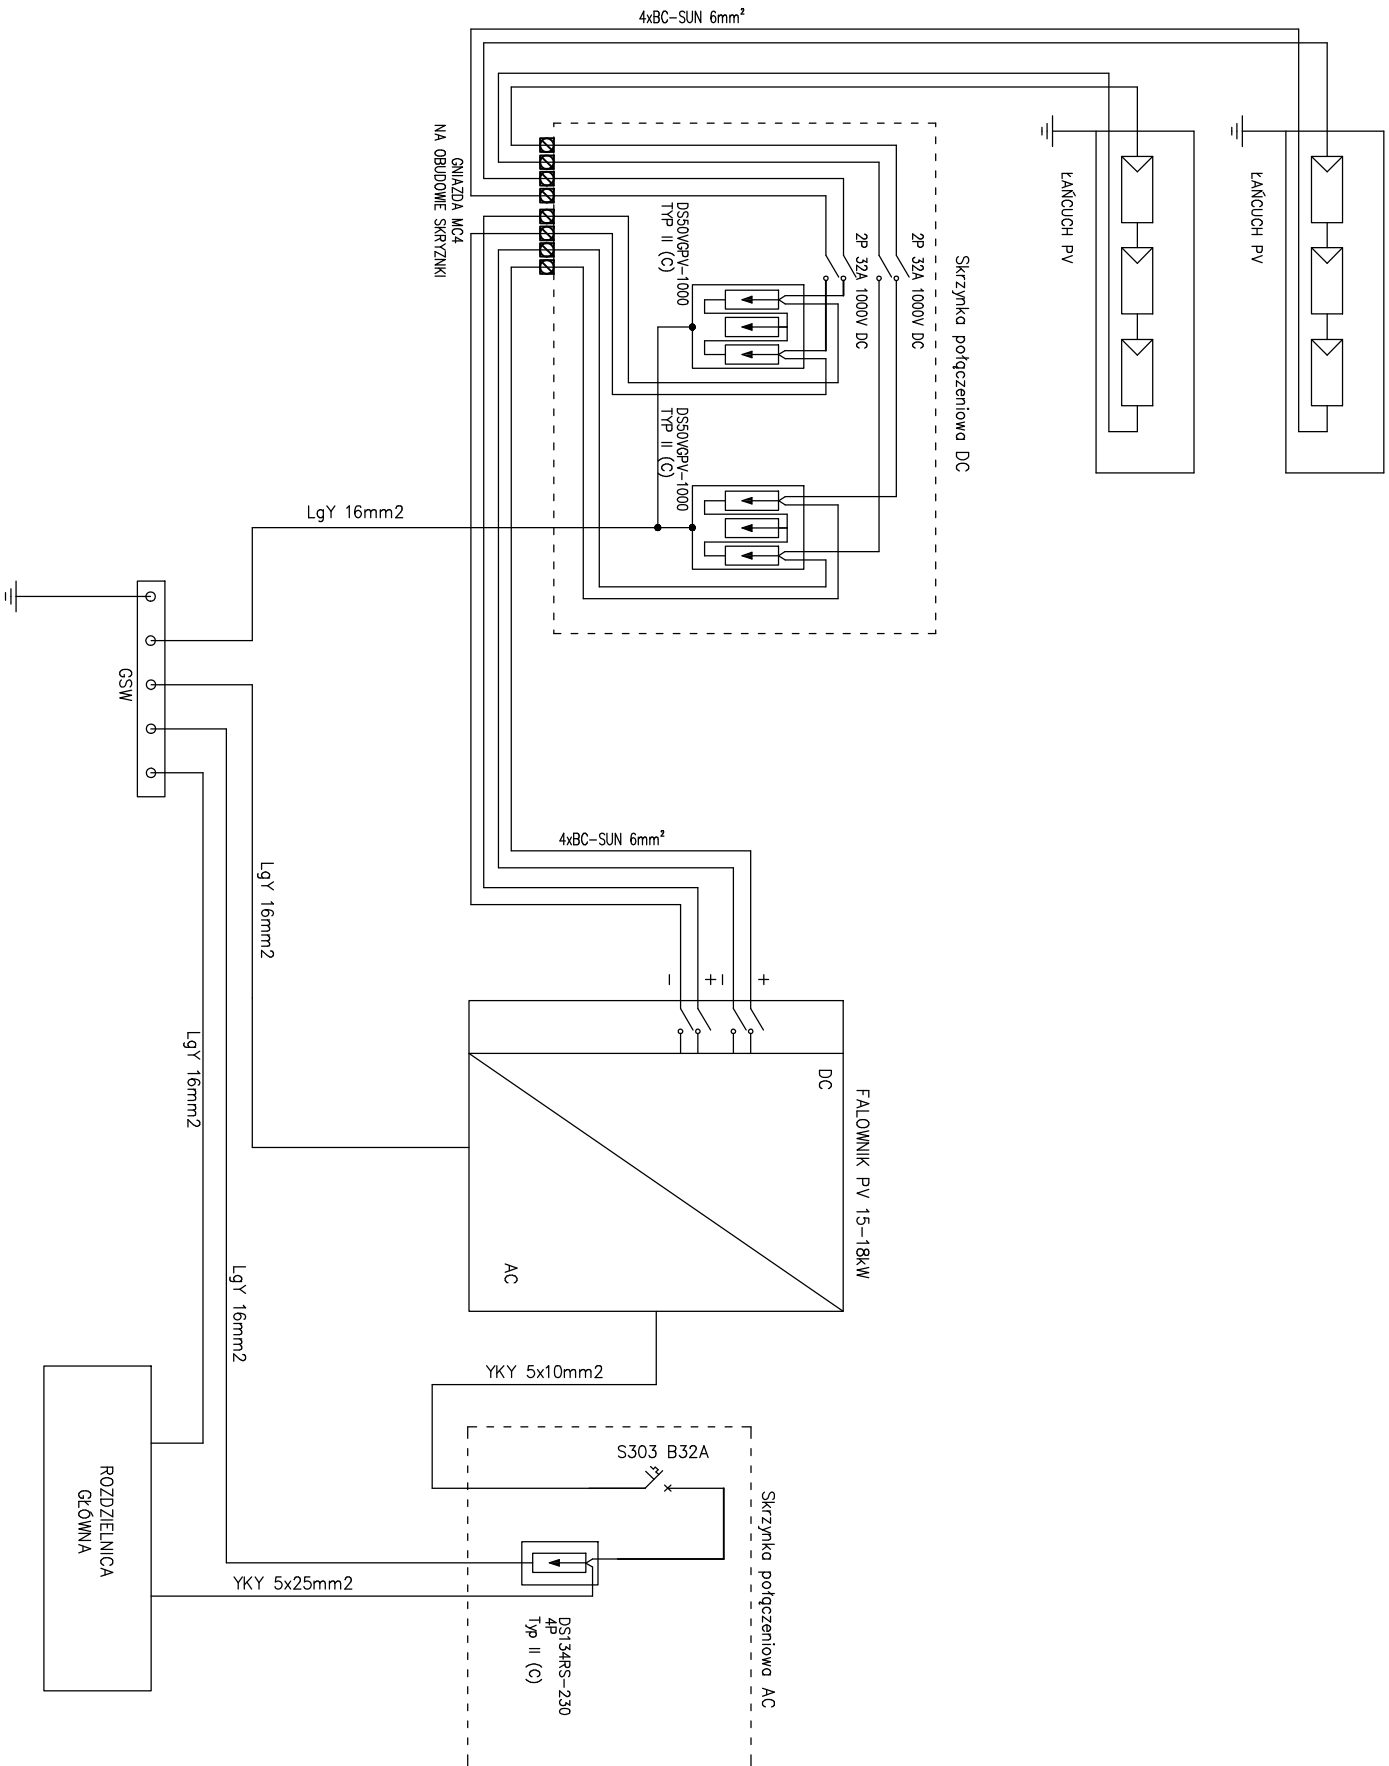 4xBC-SUN 6mm²
ŁAŃCUCH PV
ŁAŃCUCH PV
GNIAZDA MC4
NA OBUDOWIE SKRYZNKI
DS50VGPV-1000
TYP II (C)
2P 32A 1000V DC
2P 32A 1000V DC
Skrzynka połączeniowa DC
DS50VGPV-1000
TYP II (C)
LgY 16mm2
GSW
4xBC-SUN 6mm²
LgY 16mm2
- + - +
DC
FALOWNIK PV 15-18kW
LgY 16mm2
AC
LgY 16mm2
YKY 5x10mm2
S303 B32A
Skrzynka połączeniowa AC
ROZDZIELNICA
GŁÓWNA
YKY 5x25mm2
DS134RS-230
4P
Typ II (C)